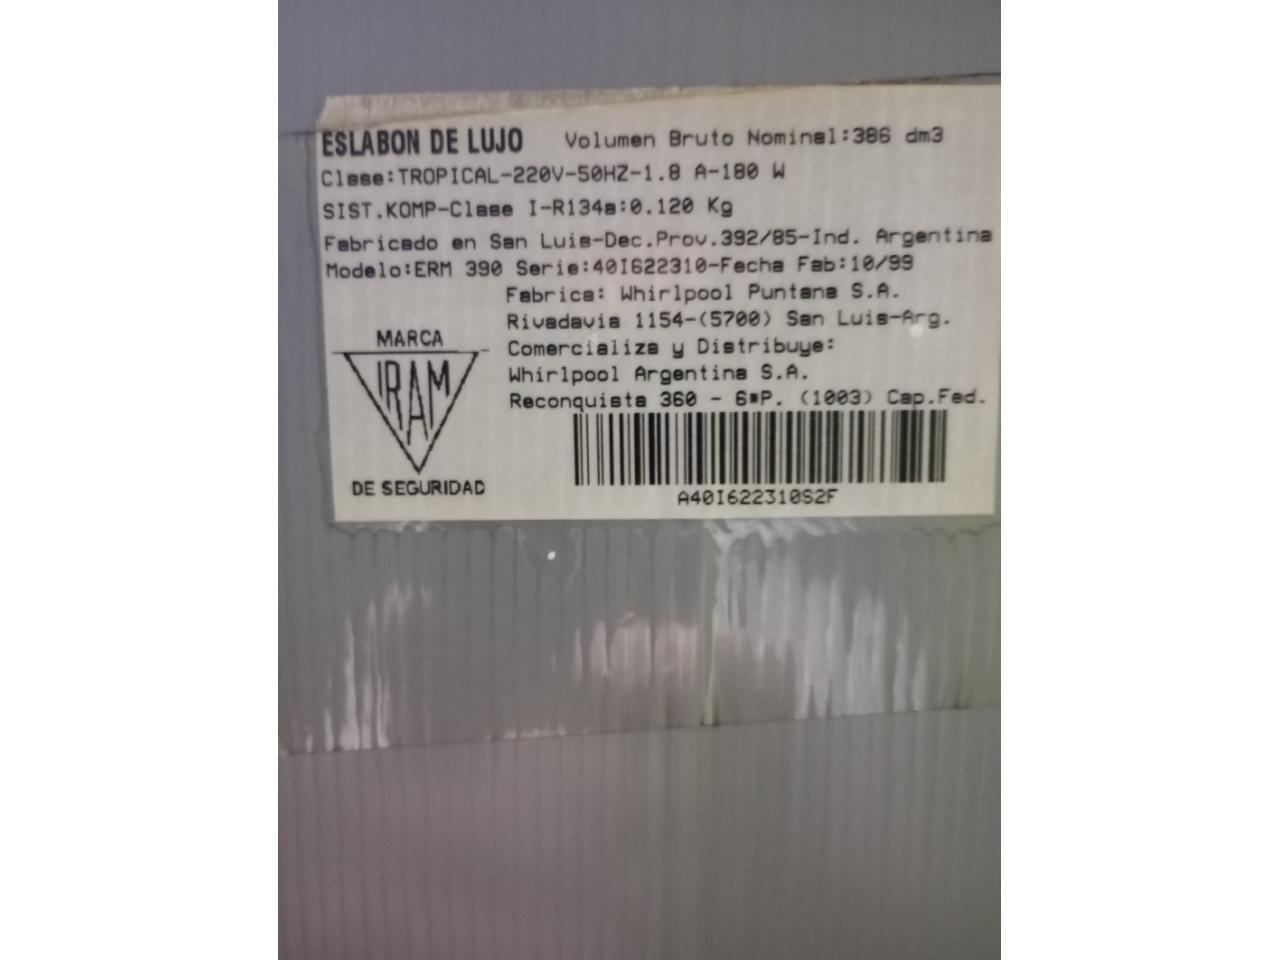 ESLABON DE LUJO Volumen Bruto Nominal:386 dm3
Clase:TROPICAL-220V-50HZ-1.8 A-180 W
SIST.KOMP-Clase I-R134a:0.120 Kg
Fabricado en San Luis-Dec.Prov.392/85-Ind. Argentina
Modelo:ERM 390 Serie:40I622310-Fecha Fab:10/99
Fabrica: Whirlpool Puntana S.A.
Rivadavia 1154-(5700) San Luis-Arg.
Comercializa y Distribuye:
Whirlpool Argentina S.A.
Reconquista 360 - 6*P. (1003) Cap.Fed.
MARCA
IRAM
DE SEGURIDAD
A40I622310S2F